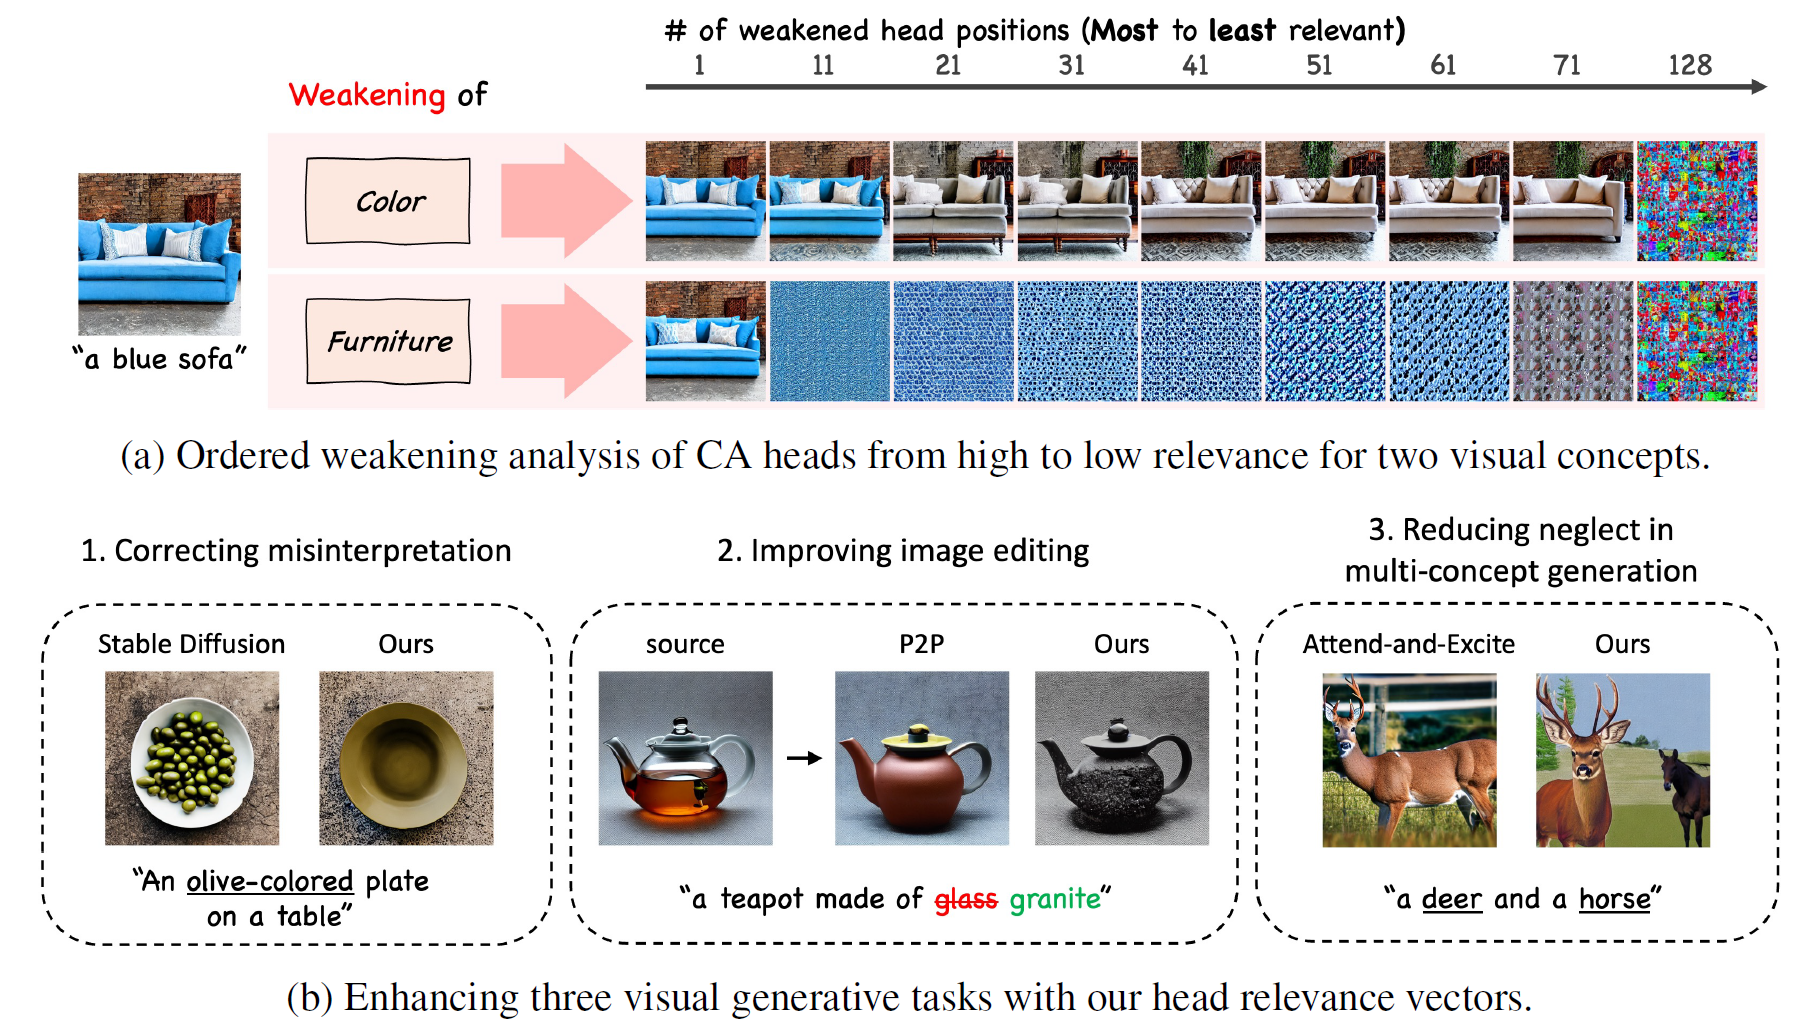 # of weakened head positions (Most to least relevant)
1 11 21 31 41 51 61 71 128
Weakening of
Color
Furniture
“a blue sofa”
(a) Ordered weakening analysis of CA heads from high to low relevance for two visual concepts.
1. Correcting misinterpretation
Stable Diffusion Ours
“An olive-colored plate
on a table”
2. Improving image editing
source P2P Ours
“a teapot made of glass granite”
3. Reducing neglect in
multi-concept generation
Attend-and-Excite Ours
“a deer and a horse”
(b) Enhancing three visual generative tasks with our head relevance vectors.